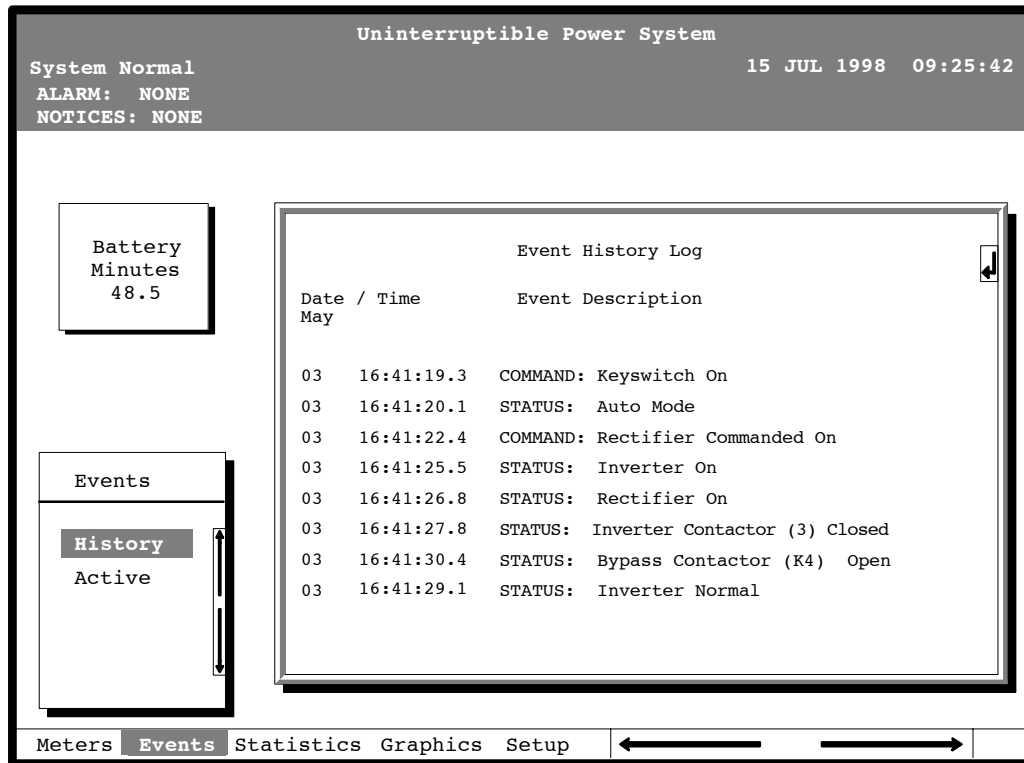 Uninterruptible Power System
System Normal 15 JUL 1998 09:25:42
ALARM: NONE
NOTICES: NONE
Battery
Minutes
48.5
Event History Log
Date / Time Event Description
May
03 16:41:19.3 COMMAND: Keyswitch On
03 16:41:20.1 STATUS: Auto Mode
03 16:41:22.4 COMMAND: Rectifier Commanded On
03 16:41:25.5 STATUS: Inverter On
03 16:41:26.8 STATUS: Rectifier On
03 16:41:27.8 STATUS: Inverter Contactor (3) Closed
03 16:41:30.4 STATUS: Bypass Contactor (K4) Open
03 16:41:29.1 STATUS: Inverter Normal
Events
History
Active
Meters Events Statistics Graphics Setup